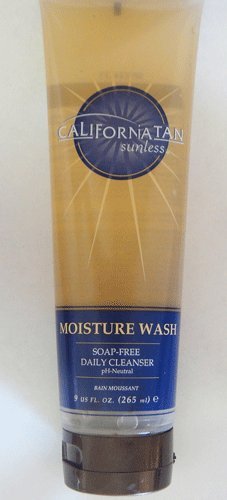 CALIFORNIA TAN
sunless
MOISTURE WASH
SOAP-FREE
DAILY CLEANSER
pH-Neutral
BAIN MOUSSANT
9 US FL. OZ. (265 ml) e